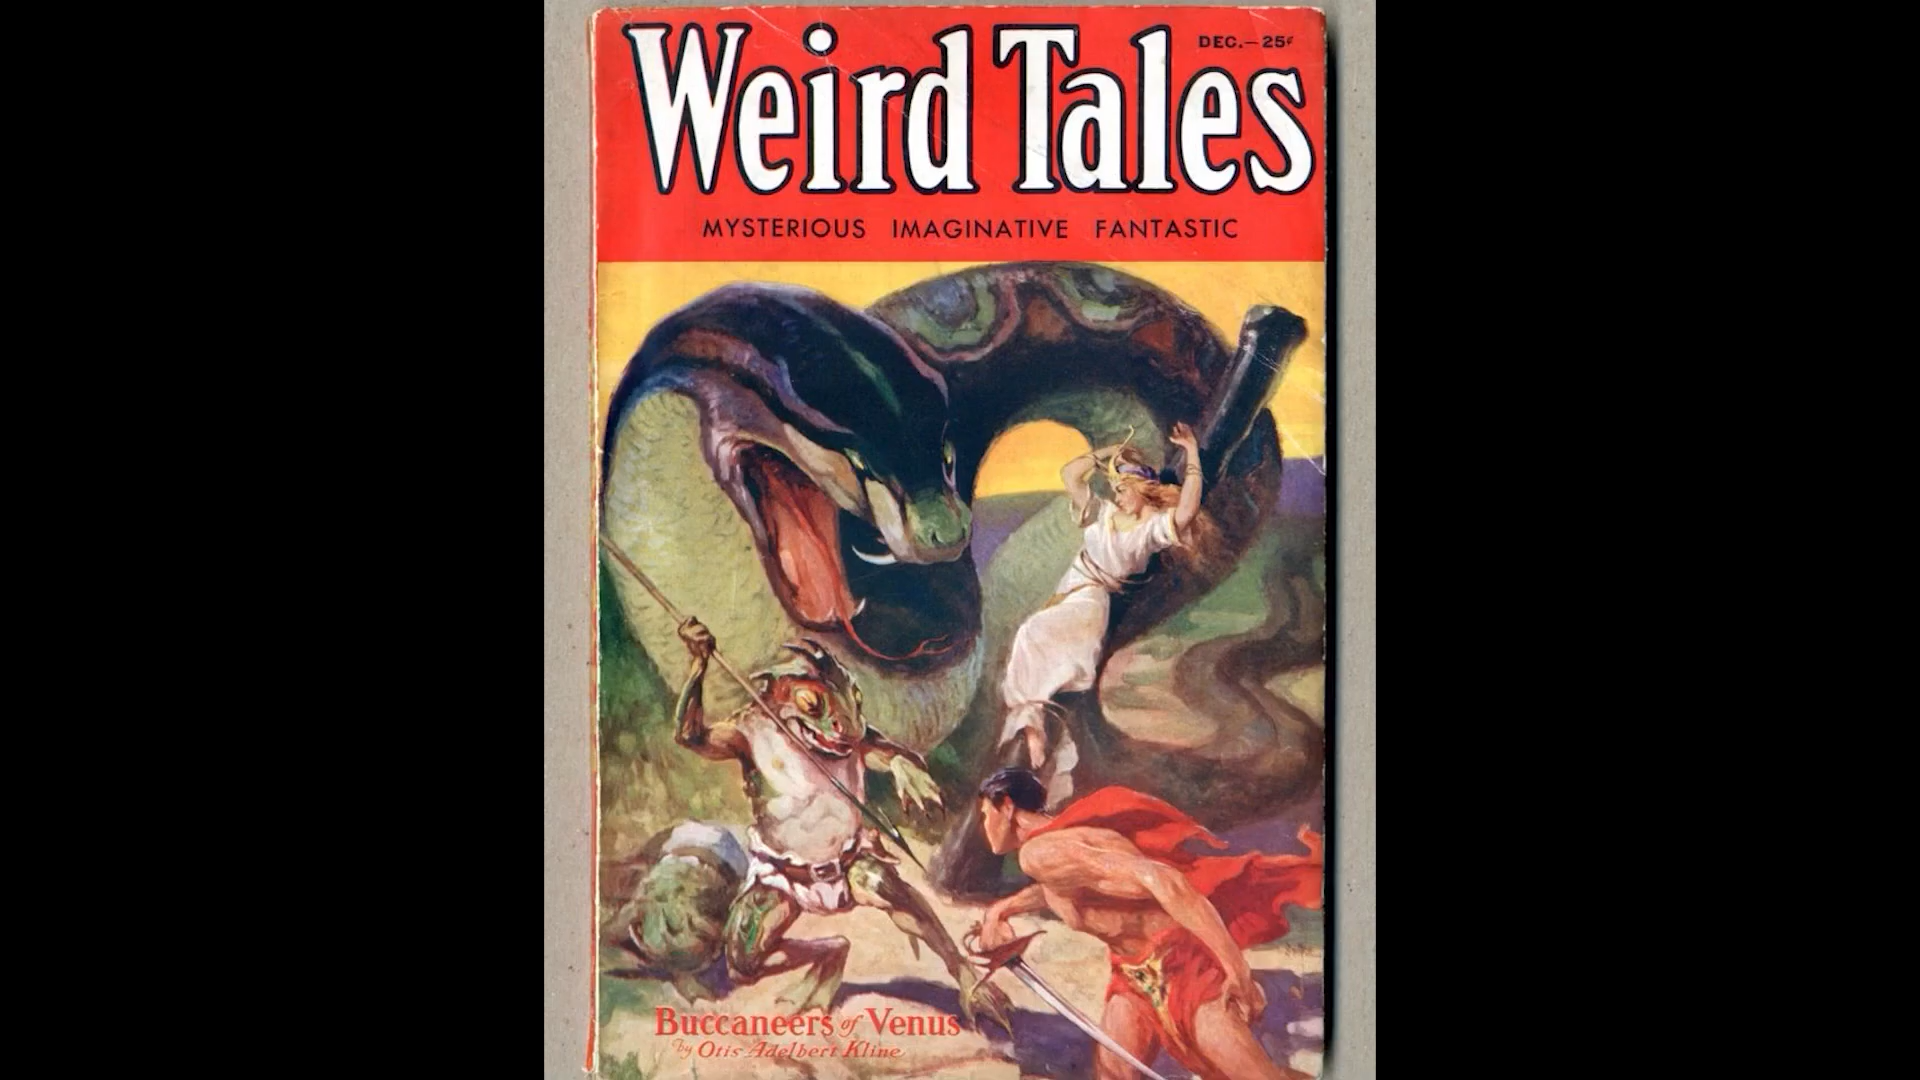 Weird Tales
DEC.—25¢
MYSTERIOUS IMAGINATIVE FANTASTIC
Buccaneers of Venus
by Otis Adelbert Kline